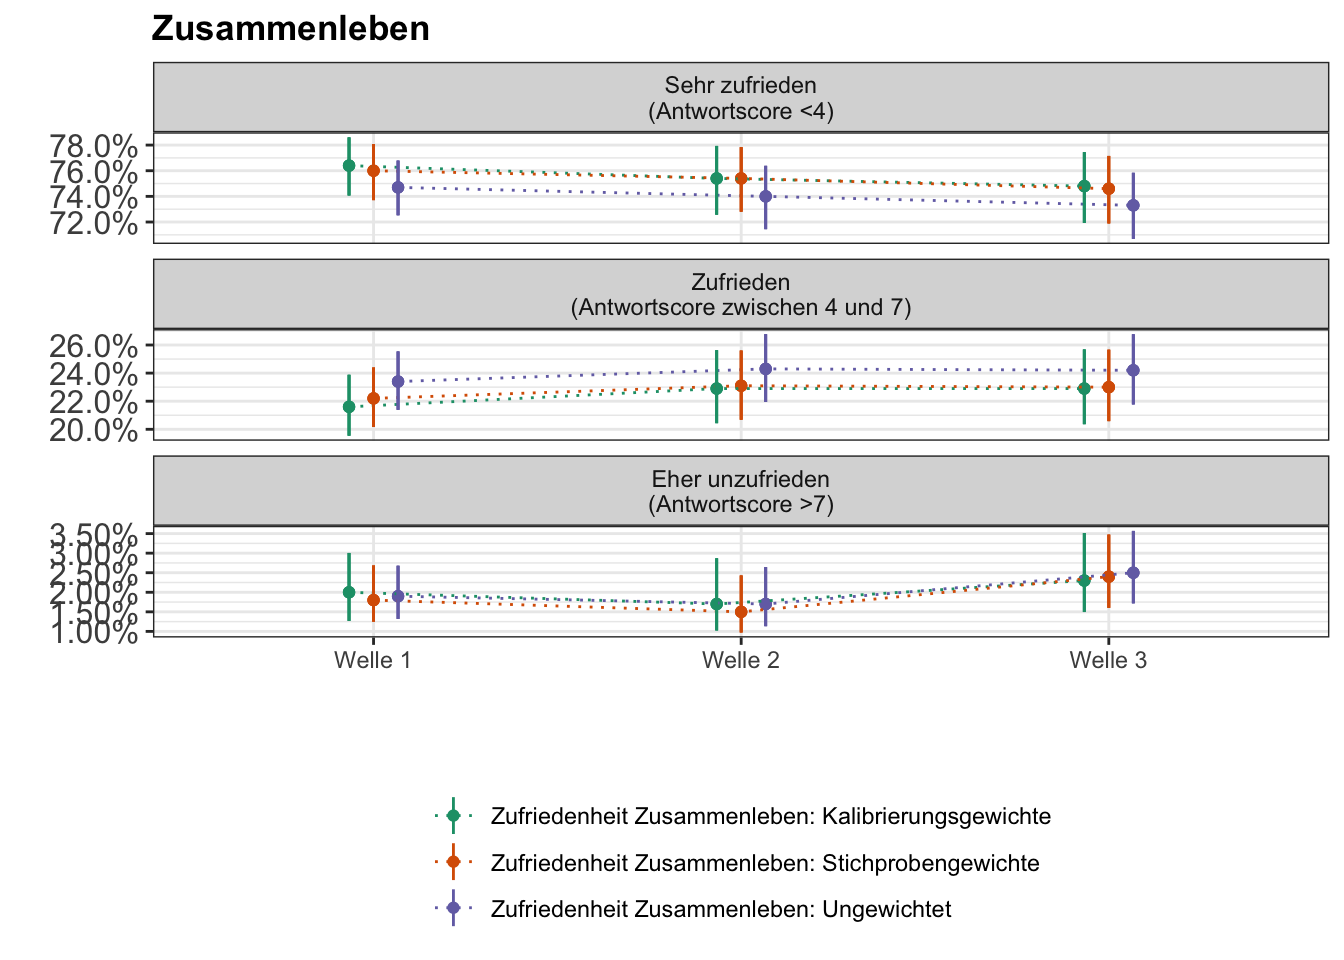 Zusammenleben
Sehr zufrieden
(Antwortscore <4)
78.0%
76.0%
74.0%
72.0%
Zufrieden
(Antwortscore zwischen 4 und 7)
26.0%
24.0%
22.0%
20.0%
Eher unzufrieden
(Antwortscore >7)
3.50%
3.00%
2.50%
2.00%
1.50%
1.00%
Welle 1 Welle 2 Welle 3
Zufriedenheit Zusammenleben: Kalibrierungsgewichte
Zufriedenheit Zusammenleben: Stichprobengewichte
Zufriedenheit Zusammenleben: Ungewichtet